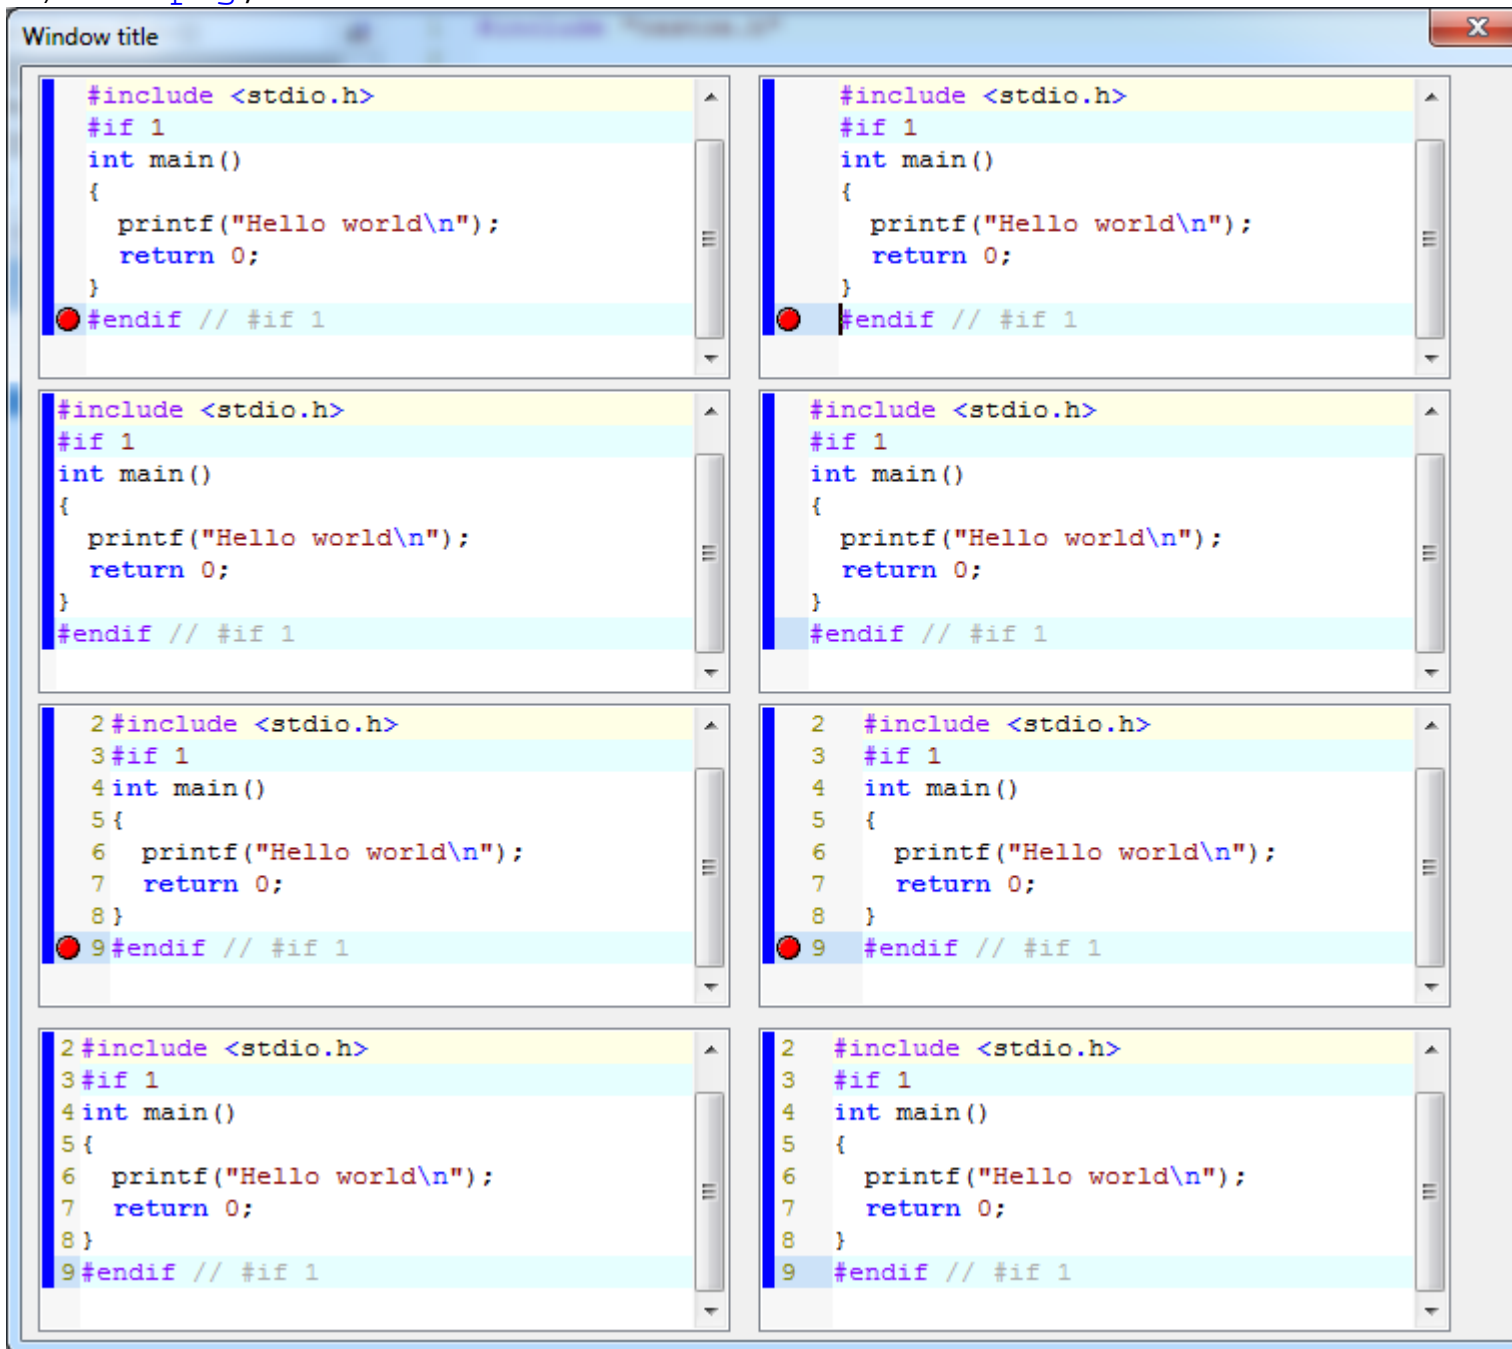 Window title
#include <stdio.h>
#if 1
int main()
{
  printf("Hello world\n");
  return 0;
}
#endif // #if 1
#include <stdio.h>
#if 1
int main()
{
  printf("Hello world\n");
  return 0;
}
#endif // #if 1
#include <stdio.h>
#if 1
int main()
{
  printf("Hello world\n");
  return 0;
}
#endif // #if 1
#include <stdio.h>
#if 1
int main()
{
  printf("Hello world\n");
  return 0;
}
#endif // #if 1
2 #include <stdio.h>
3 #if 1
4 int main()
5 {
6   printf("Hello world\n");
7   return 0;
8 }
9 #endif // #if 1
2 #include <stdio.h>
3 #if 1
4 int main()
5 {
6   printf("Hello world\n");
7   return 0;
8 }
9 #endif // #if 1
2 #include <stdio.h>
3 #if 1
4 int main()
5 {
6   printf("Hello world\n");
7   return 0;
8 }
9 #endif // #if 1
2 #include <stdio.h>
3 #if 1
4 int main()
5 {
6   printf("Hello world\n");
7   return 0;
8 }
9 #endif // #if 1